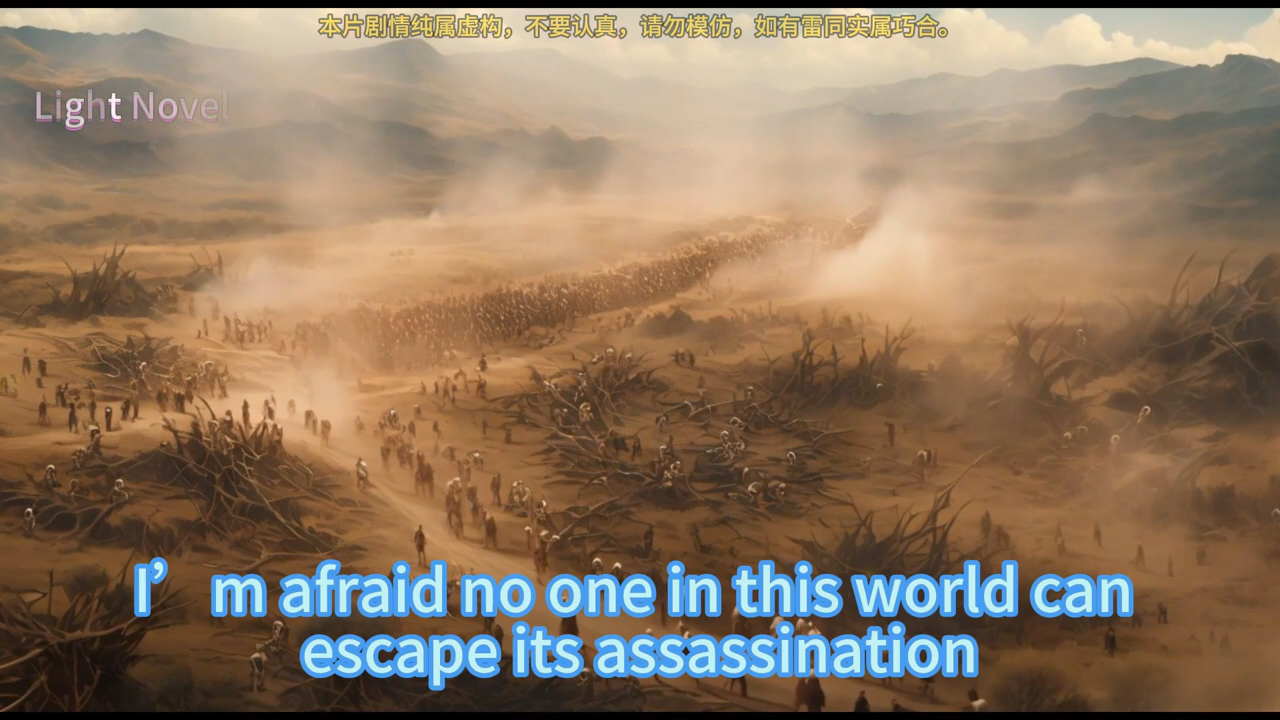 本片剧情纯属虚构，不要认真，请勿模仿，如有雷同实属巧合。
Light Novel
I’m afraid no one in this world can
escape its assassination